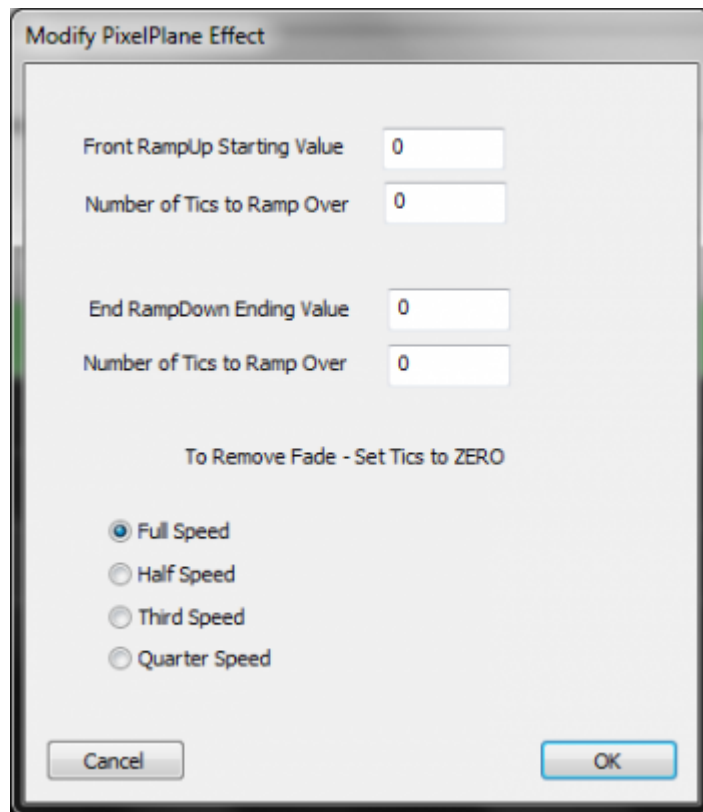 Modify PixelPlane Effect
Front RampUp Starting Value 0
Number of Tics to Ramp Over 0
End RampDown Ending Value 0
Number of Tics to Ramp Over 0
To Remove Fade - Set Tics to ZERO
Full Speed
Half Speed
Third Speed
Quarter Speed
Cancel OK